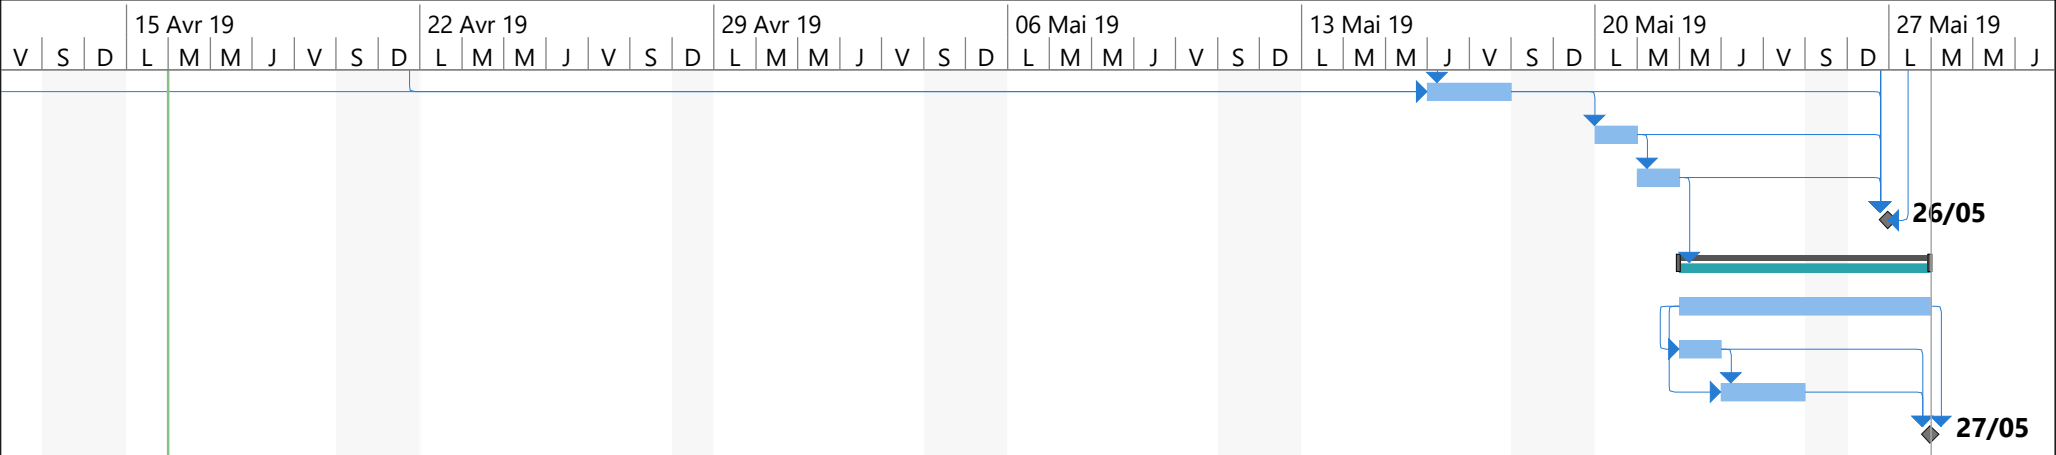 15 Avr 19 22 Avr 19 29 Avr 19 06 Mai 19 13 Mai 19 20 Mai 19 27 Mai 19
V S D L M M J V S D L M M J V S D L M M J V S D L M M J V S D L M M J V S D L M M J V S D L M M J
26/05
27/05